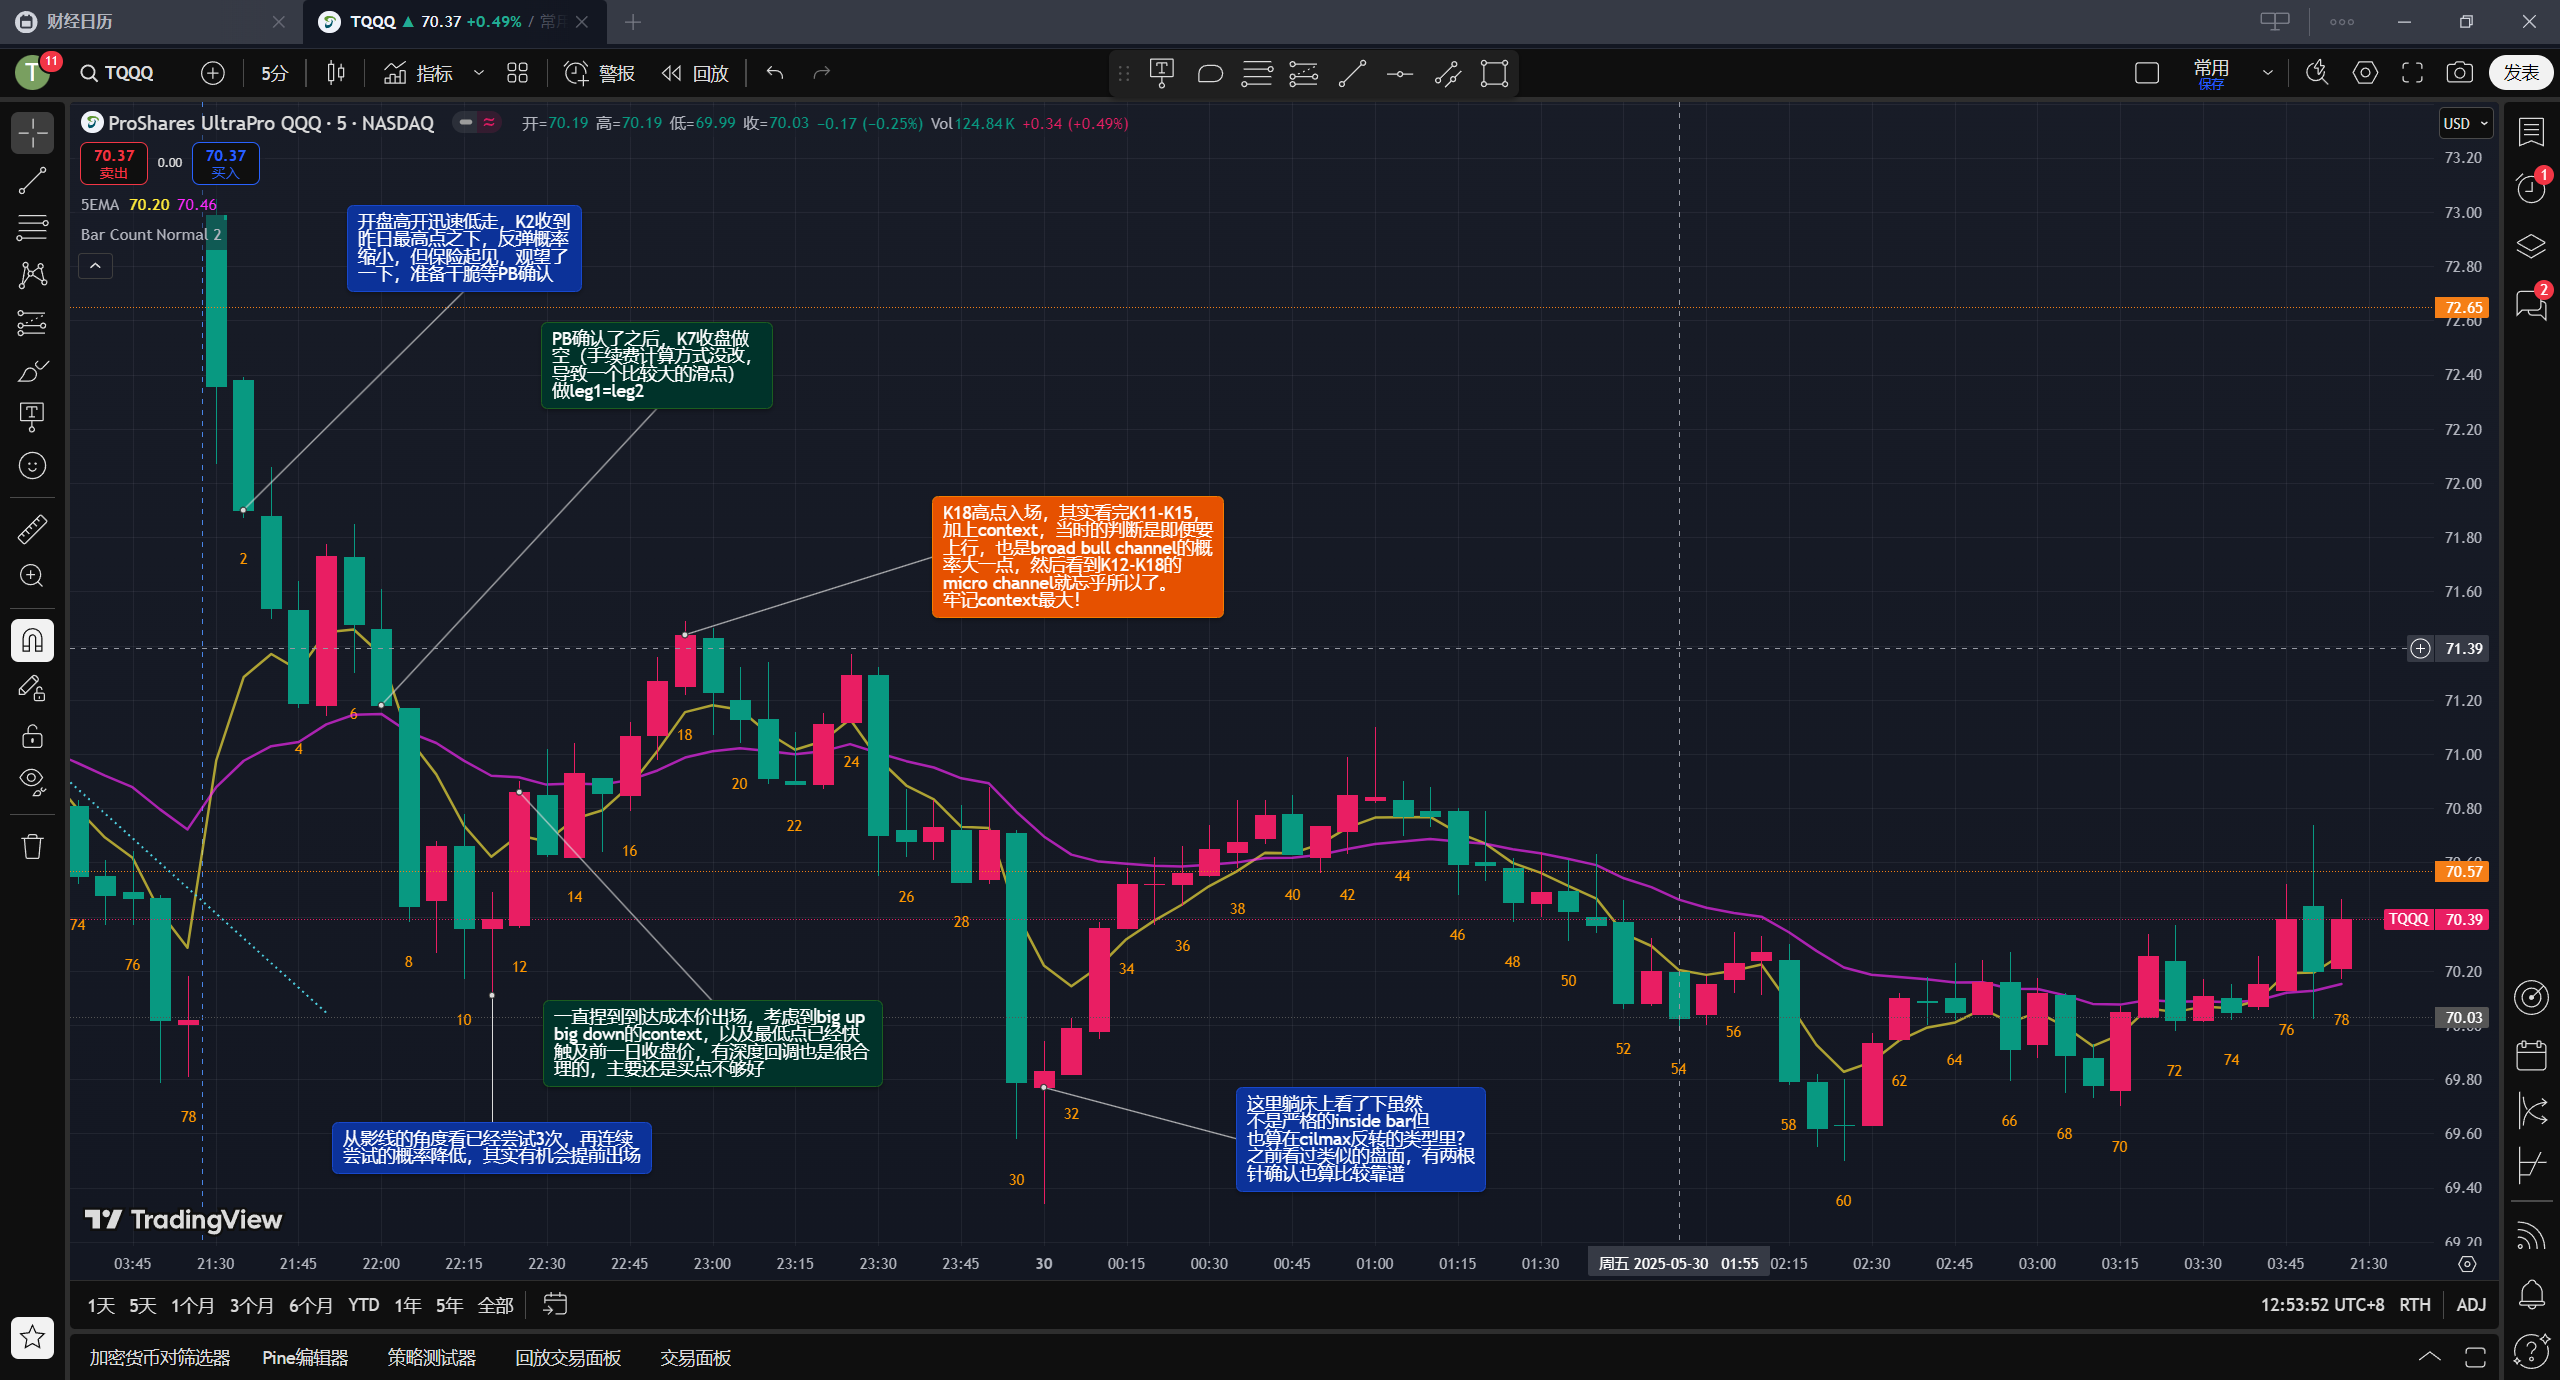 财经日历
TQQQ ▲ 70.37 +0.49% / 常用
T 11
TQQQ
5分
指标
警报
回放
常用
保存
发表
ProShares UltraPro QQQ · 5 · NASDAQ
开=70.19 高=70.19 低=69.99 收=70.03 −0.17 (−0.25%) Vol124.84K +0.34 (+0.49%)
70.37
卖出
0.00
70.37
买入
5EMA 70.20 70.46
Bar Count Normal 2
USD
开盘高开迅速低走，K2收到
昨日最高点之下，反弹概率
缩小，但保险起见，观望了
一下，准备干脆等PB确认
PB确认了之后，K7收盘做
空（手续费计算方式没改，
导致一个比较大的滑点）
做leg1=leg2
K18高点入场，其实看完K11-K15，
加上context，当时的判断是即便要
上行，也是broad bull channel的概
率大一点，然后看到K12-K18的
micro channel就忘乎所以了。
牢记context最大！
一直捏到到达成本价出场，考虑到big up
big down的context，以及最低点已经快
触及前一日收盘价，有深度回调也是很合
理的，主要还是买点不够好
从影线的角度看已经尝试3次，再连续
尝试的概率降低，其实有机会提前出场
这里躺床上看了下虽然
不是严格的inside bar但
也算在cilmax反转的类型里？
之前看过类似的盘面，有两根
针确认也算比较靠谱
74
76
78
2
4
6
8
10
12
14
16
18
20
22
24
26
28
30
32
34
36
38
40
42
44
46
48
50
52
54
56
58
60
62
64
66
68
70
72
74
76
78
73.20
73.00
72.80
72.65
72.60
72.40
72.20
72.00
71.80
71.60
71.39
71.20
71.00
70.80
70.60
70.57
TQQQ 70.39
70.20
70.03
70.00
69.80
69.60
69.40
69.20
1
2
TradingView
03:45
21:30
21:45
22:00
22:15
22:30
22:45
23:00
23:15
23:30
23:45
30
00:15
00:30
00:45
01:00
01:15
01:30
周五 2025-05-30 01:55
02:15
02:30
02:45
03:00
03:15
03:30
03:45
21:30
1天 5天 1个月 3个月 6个月 YTD 1年 5年 全部
12:53:52 UTC+8 RTH ADJ
加密货币对筛选器 Pine编辑器 策略测试器 回放交易面板 交易面板